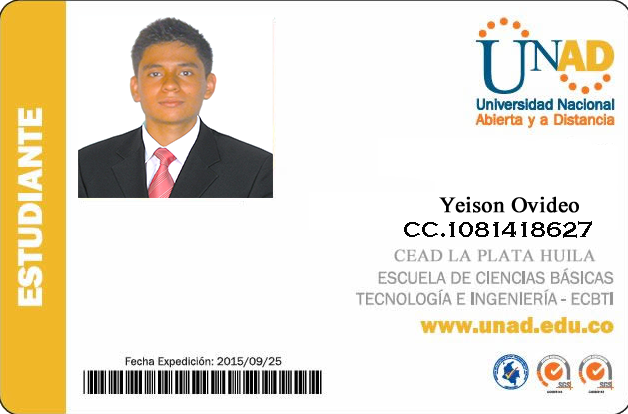 ESTUDIANTE
UNAD
Universidad Nacional
Abierta y a Distancia
Yeison Ovideo
CC.1081418627
CEAD LA PLATA HUILA
ESCUELA DE CIENCIAS BÁSICAS
TECNOLOGÍA E INGENIERÍA - ECBTI
www.unad.edu.co
Fecha Expedición: 2015/09/25